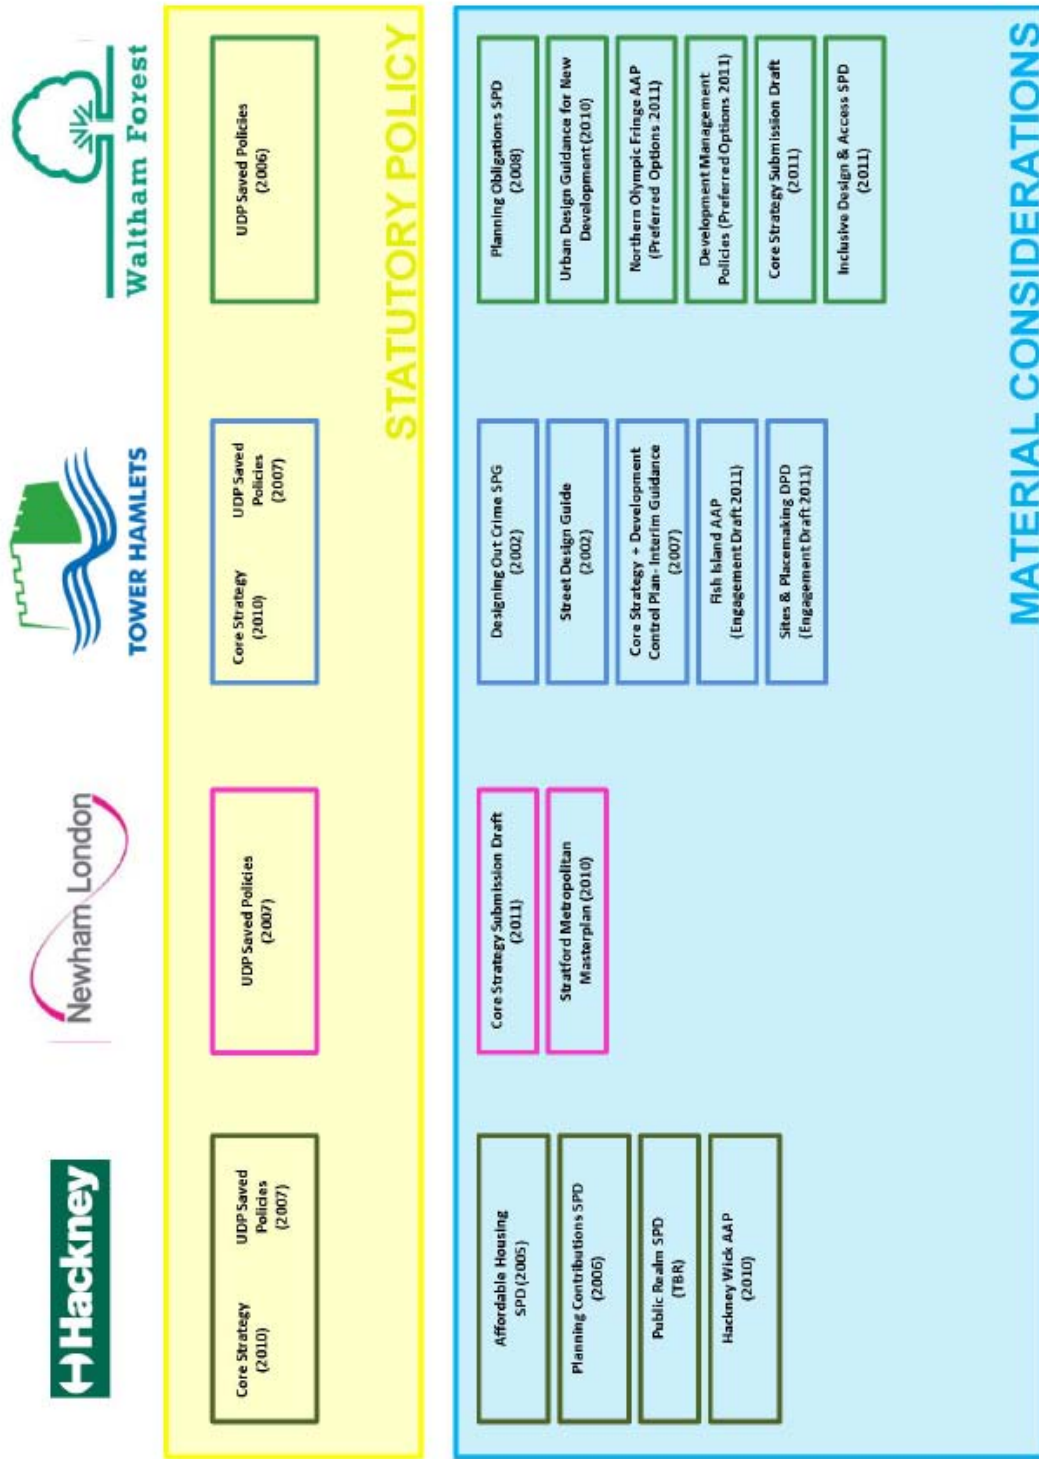 Hackney
Newham London
TOWER HAMLETS
Waltham Forest
Core Strategy
(2010)
UDP Saved
Policies
(2007)
UDP Saved Policies
(2007)
Core Strategy
(2010)
UDP Saved
Policies
(2007)
UDP Saved Policies
(2006)
STATUTORY POLICY
Affordable Housing
SPD (2005)
Planning Contributions SPD
(2006)
Public Realm SPD
(TBR)
Hackney Wick AAP
(2010)
Core Strategy Submission Draft
(2011)
Stratford Metropolitan
Masterplan (2010)
Designing Out Crime SPG
(2002)
Street Design Guide
(2002)
Core Strategy + Development
Control Plan- Interim Guidance
(2007)
Fish Island AAP
(Engagement Draft 2011)
Sites & Placemaking DPD
(Engagement Draft 2011)
Planning Obligations SPD
(2008)
Urban Design Guidance for New
Development (2010)
Northern Olympic Fringe AAP
(Preferred Options 2011)
Development Management
Policies (Preferred Options 2011)
Core Strategy Submission Draft
(2011)
Inclusive Design & Access SPD
(2011)
MATERIAL CONSIDERATIONS